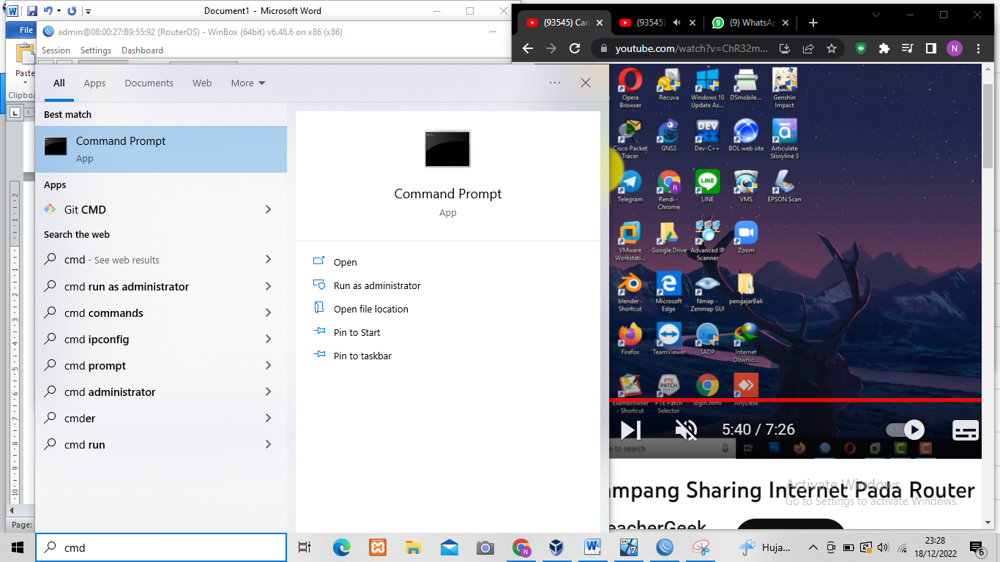 Document1 - Microsoft Word
File
admin@08:00:27:B9:55:92 (RouterOS) - WinBox (64bit) v6.48.6 on x86 (x86)
Session Settings Dashboard
Paste
Clipboa
All Apps Documents Web More
Best match
Command Prompt
App
Apps
Git CMD
Search the web
cmd - See web results
cmd run as administrator
cmd commands
cmd ipconfig
cmd prompt
cmd administrator
cmder
cmd run
Command Prompt
App
Open
Run as administrator
Open file location
Pin to Start
Pin to taskbar
Page:
cmd
(93545) Cara
(93545)
(9) WhatsAp
youtube.com/watch?v=ChR32m...
N
Opera Browser
Recuva
Windows 10 Update As...
DSmobile...
Genshin Impact
Cisco Packet Tracer
GNS3
Dev-C++
BOL web site
Articulate Storyline 3
Telegram
Rendi - Chrome
LINE
VMS
EPSON Scan
VMware Workstati...
Google Drive
Advanced IP Scanner
Zoom
blender - Shortcut
Microsoft Edge
Nmap - Zenmap GUI
pengajarBali
Firefox
TeamViewer
SADP
Internet Downlo...
ExamBrowser - Shortcut
PTE Patch Selector
login.html
AnyDesk
5:40 / 7:26
e to search
ampang Sharing Internet Pada Router
eacherGeek
Activate Windows
Go to Settings to activate Windows.
Huja...
23:28
18/12/2022
6